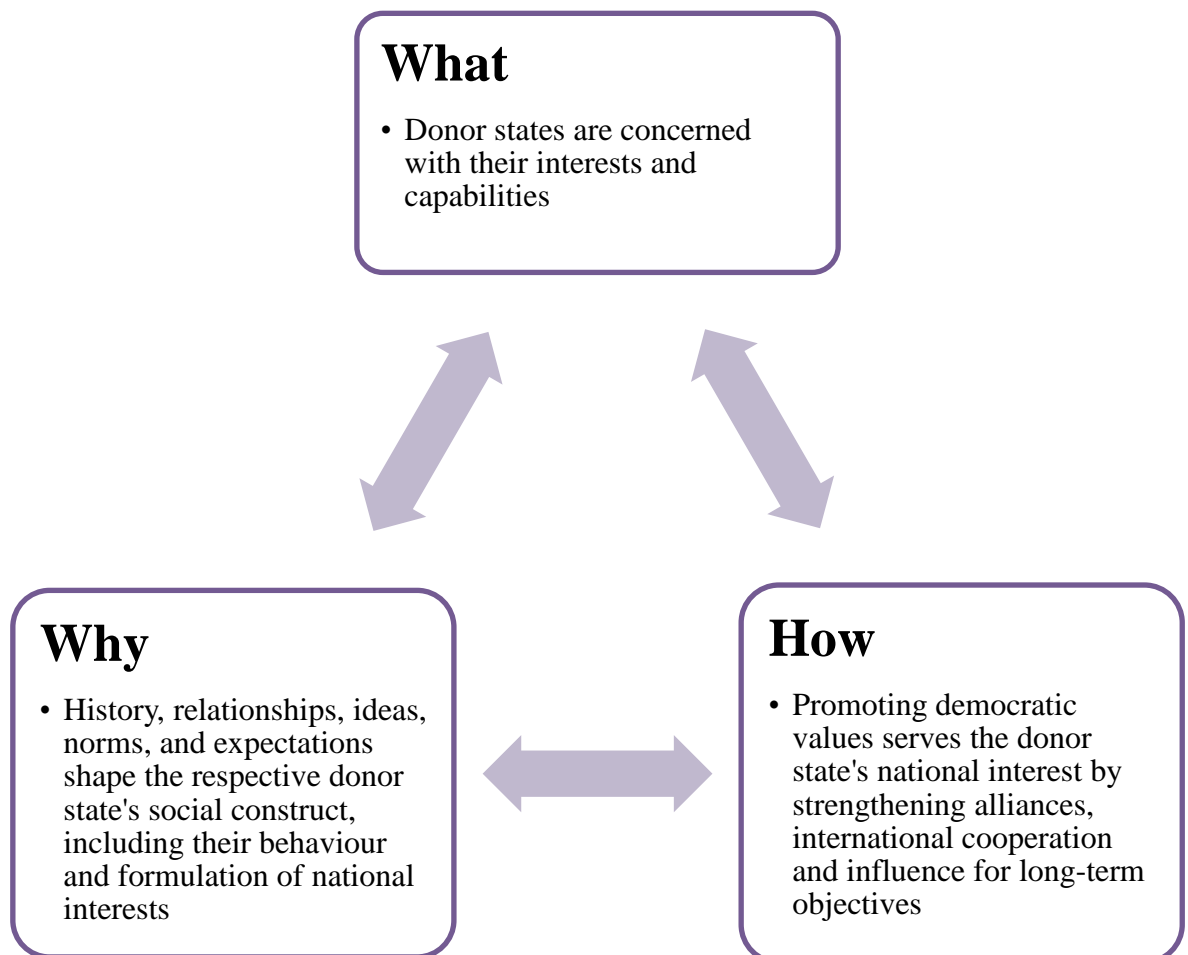 What
• Donor states are concerned
with their interests and
capabilities
Why
• History, relationships, ideas,
norms, and expectations
shape the respective donor
state's social construct,
including their behaviour
and formulation of national
interests
How
• Promoting democratic
values serves the donor
state's national interest by
strengthening alliances,
international cooperation
and influence for long-term
objectives